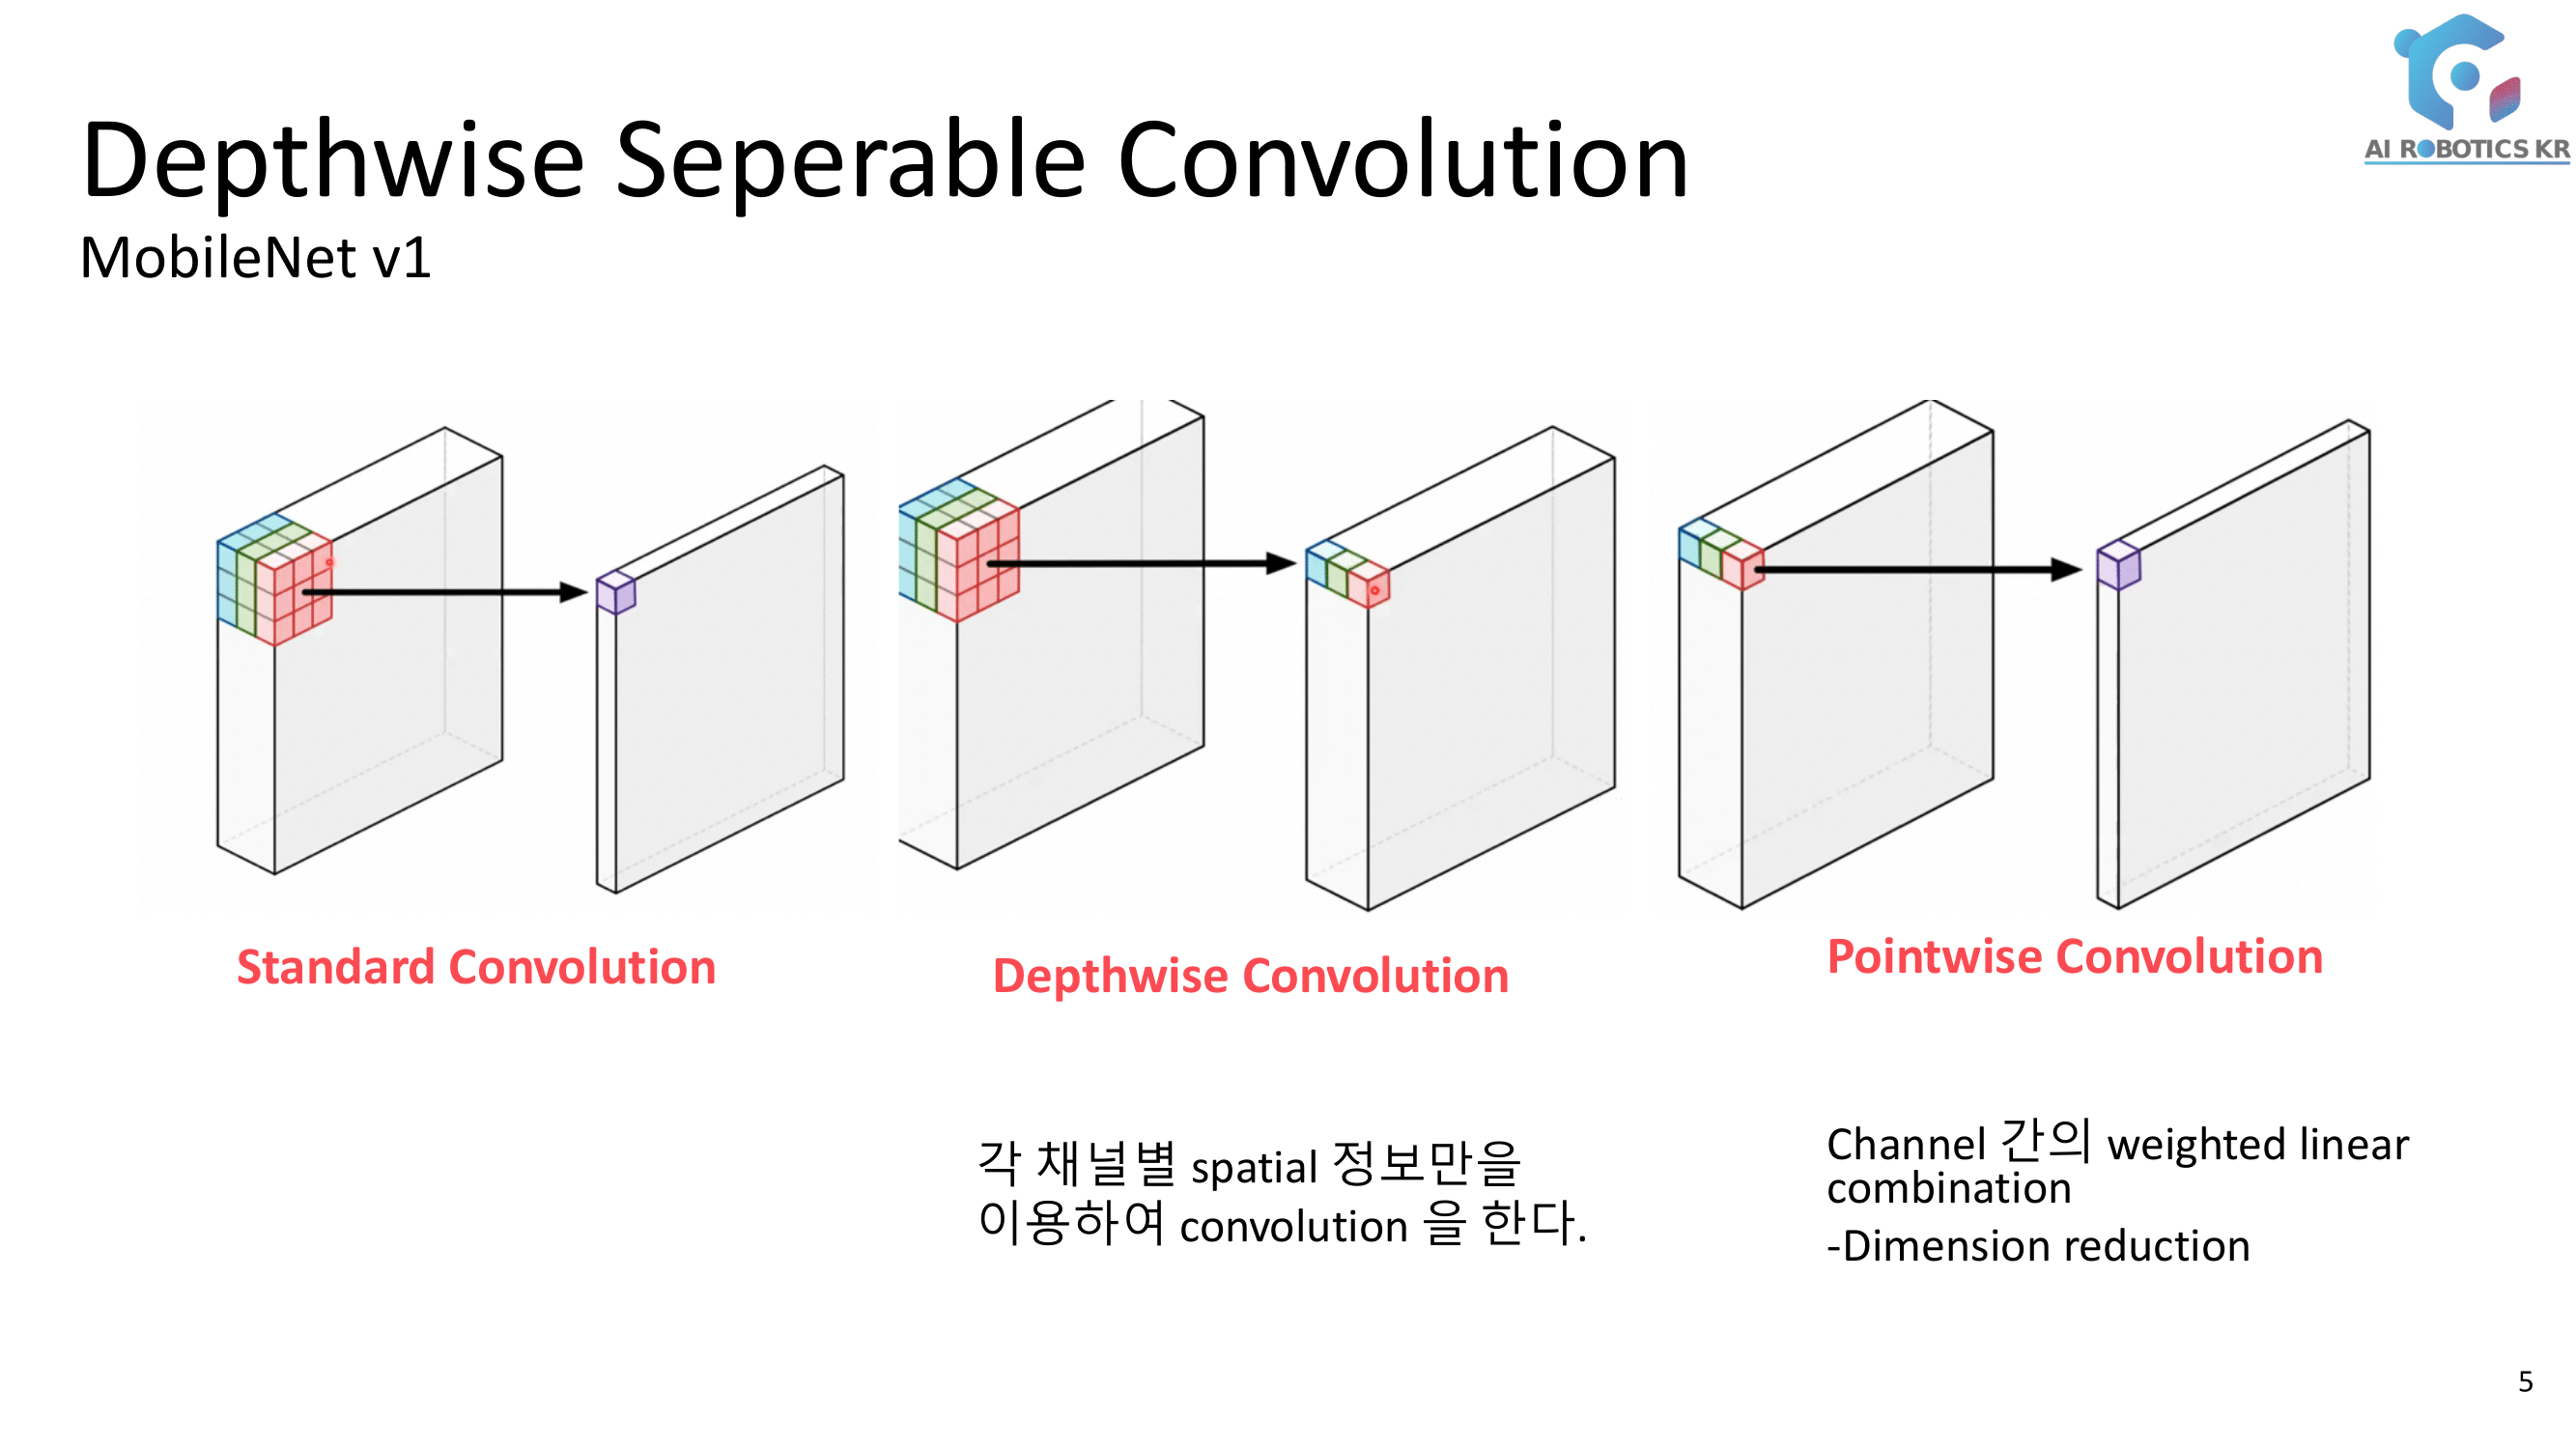 AI ROBOTICS KR
Depthwise Seperable Convolution
MobileNet v1
Standard Convolution
Depthwise Convolution
Pointwise Convolution
각 채널별 spatial 정보만을
이용하여 convolution 을 한다.
Channel 간의 weighted linear
combination
-Dimension reduction
5